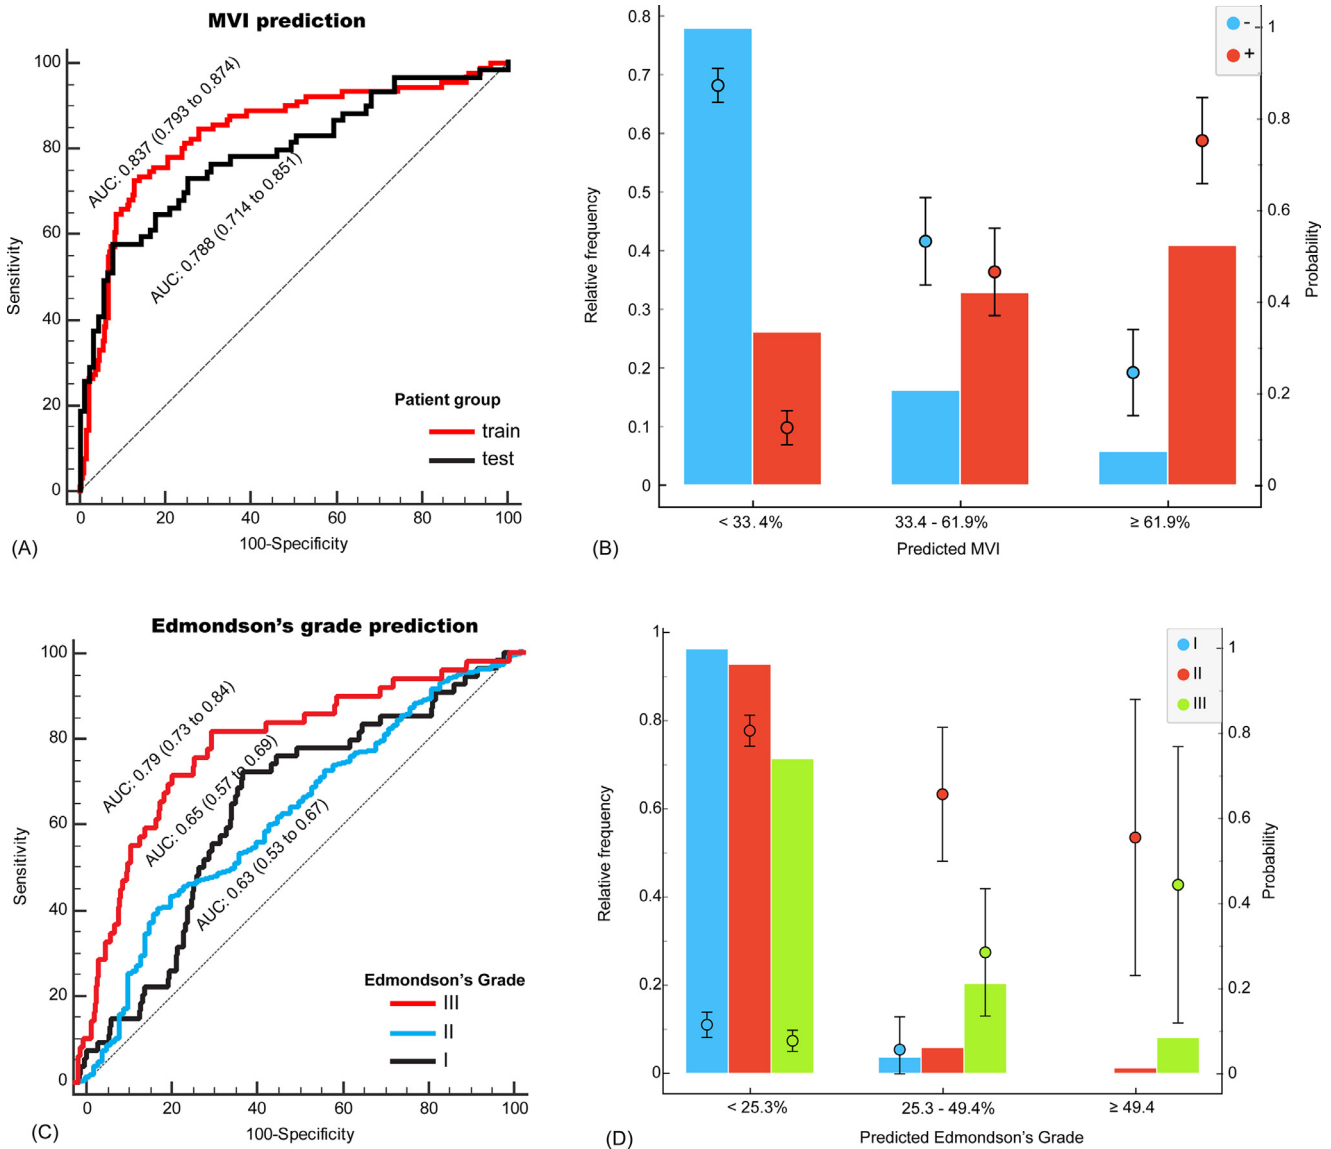 MVI prediction
100
80
60
40
20
0
Sensitivity
AUC: 0.837 (0.793 to 0.874)
AUC: 0.788 (0.714 to 0.851)
Patient group
train
test
0 20 40 60 80 100
100-Specificity
(A)
0.8
0.7
0.6
0.5
0.4
0.3
0.2
0.1
0
Relative frequency
-
+
1
0.8
0.6
0.4
0.2
0
Probability
< 33.4% 33.4 - 61.9% ≥ 61.9%
Predicted MVI
(B)
Edmondson's grade prediction
100
80
60
40
20
0
Sensitivity
AUC: 0.79 (0.73 to 0.84)
AUC: 0.65 (0.57 to 0.69)
AUC: 0.63 (0.53 to 0.67)
Edmondson's Grade
III
II
I
0 20 40 60 80 100
100-Specificity
(C)
1
0.8
0.6
0.4
0.2
0
Relative frequency
I
II
III
1
0.8
0.6
0.4
0.2
0
Probability
< 25.3% 25.3 - 49.4% ≥ 49.4
Predicted Edmondson's Grade
(D)